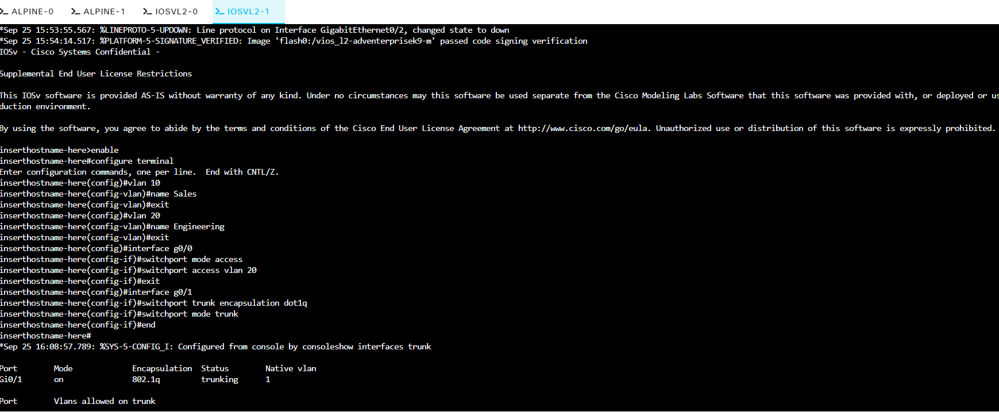 ALPINE-0 ALPINE-1 IOSVL2-0 IOSVL2-1
*Sep 25 15:53:55.567: %LINEPROTO-5-UPDOWN: Line protocol on Interface GigabitEthernet0/2, changed state to down
*Sep 25 15:54:14.517: %PLATFORM-5-SIGNATURE_VERIFIED: Image 'flash0:/vios_l2-adventerprisek9-m' passed code signing verification
IOSv - Cisco Systems Confidential -
Supplemental End User License Restrictions
This IOSv software is provided AS-IS without warranty of any kind. Under no circumstances may this software be used separate from the Cisco Modeling Labs Software that this software was provided with, or deployed or us
duction environment.
By using the software, you agree to abide by the terms and conditions of the Cisco End User License Agreement at http://www.cisco.com/go/eula. Unauthorized use or distribution of this software is expressly prohibited.
inserthostname-here>enable
inserthostname-here#configure terminal
Enter configuration commands, one per line.  End with CNTL/Z.
inserthostname-here(config)#vlan 10
inserthostname-here(config-vlan)#name Sales
inserthostname-here(config-vlan)#exit
inserthostname-here(config)#vlan 20
inserthostname-here(config-vlan)#name Engineering
inserthostname-here(config-vlan)#exit
inserthostname-here(config)#interface g0/0
inserthostname-here(config-if)#switchport mode access
inserthostname-here(config-if)#switchport access vlan 20
inserthostname-here(config-if)#exit
inserthostname-here(config)#interface g0/1
inserthostname-here(config-if)#switchport trunk encapsulation dot1q
inserthostname-here(config-if)#switchport mode trunk
inserthostname-here(config-if)#end
inserthostname-here#
*Sep 25 16:08:57.789: %SYS-5-CONFIG_I: Configured from console by consoleshow interfaces trunk
Port        Mode             Encapsulation  Status        Native vlan
Gi0/1       on               802.1q         trunking      1
Port        Vlans allowed on trunk